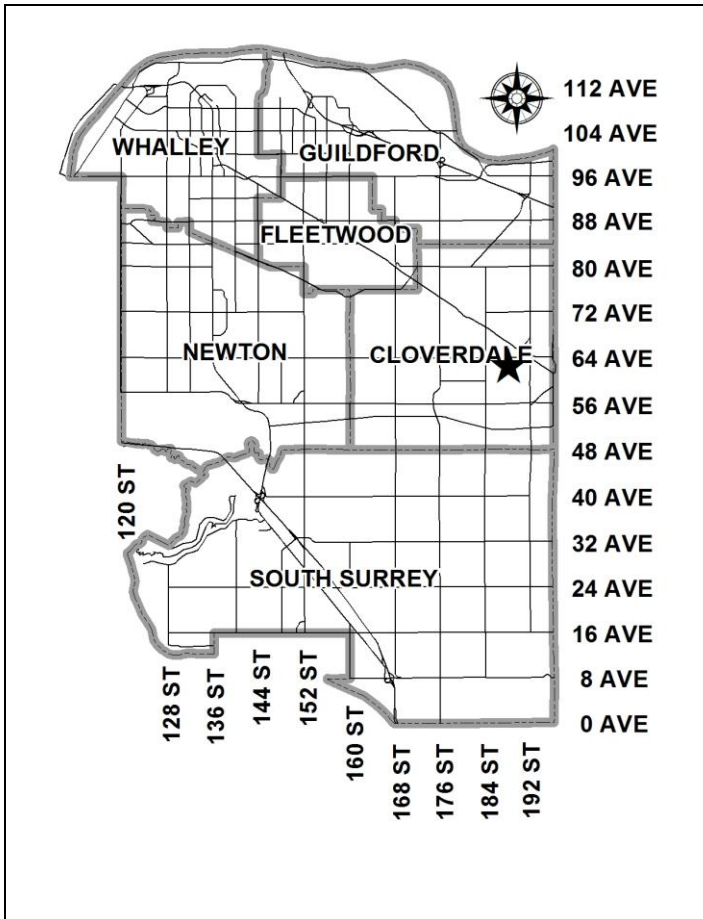 112 AVE
104 AVE
WHALLEY
GUILDFORD
96 AVE
88 AVE
FLEETWOOD
80 AVE
72 AVE
NEWTON
CLOVERDALE
64 AVE
56 AVE
48 AVE
120 ST
40 AVE
32 AVE
SOUTH SURREY
24 AVE
16 AVE
8 AVE
0 AVE
128 ST
136 ST
144 ST
152 ST
160 ST
168 ST
176 ST
184 ST
192 ST